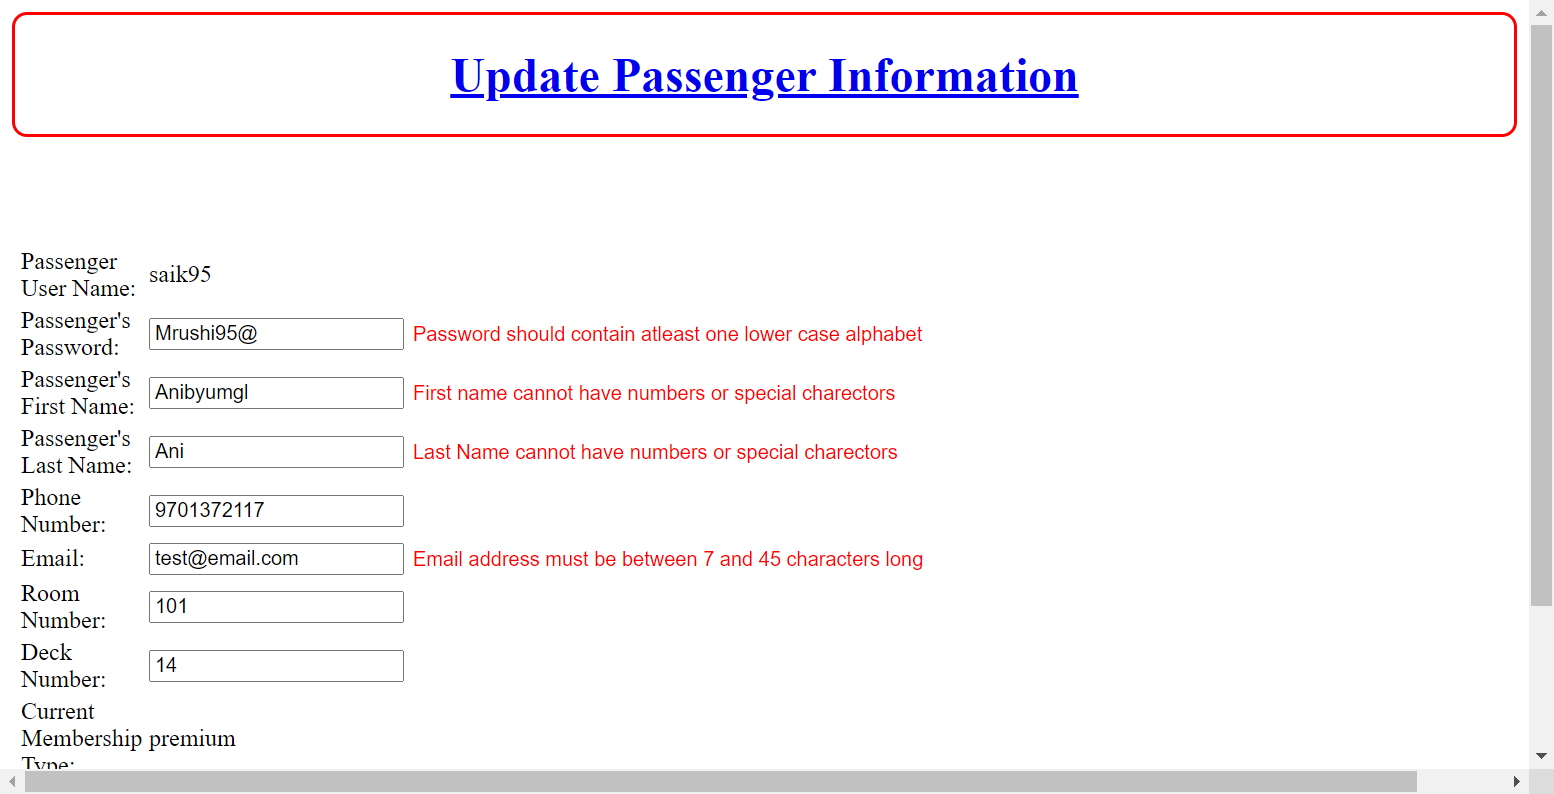 Update Passenger Information
Passenger
User Name:
saik95
Passenger's
Password:
Mrushi95@
Password should contain atleast one lower case alphabet
Passenger's
First Name:
Anibyumgl
First name cannot have numbers or special charectors
Passenger's
Last Name:
Ani
Last Name cannot have numbers or special charectors
Phone
Number:
9701372117
Email:
test@email.com
Email address must be between 7 and 45 characters long
Room
Number:
101
Deck
Number:
14
Current
Membership
Type:
premium